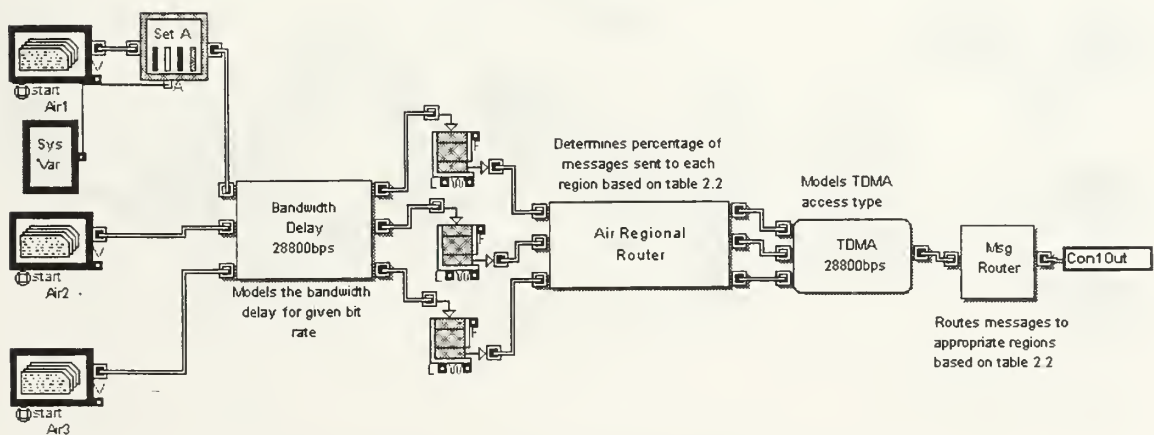 Set A
V
A
start
Air1
Sys
Var
Bandwidth
Delay
28800bps
Models the bandwidth
delay for given bit
rate
V
start
Air2
V
start
Air3
F
L W
F
L W
F
L W
Determines percentage of
messages sent to each
region based on table 2.2
Air Regional
Router
Models TDMA
access type
TDMA
28800bps
Msg
Router
Con1Out
Routes messages to
appropriate regions
based on table 2.2